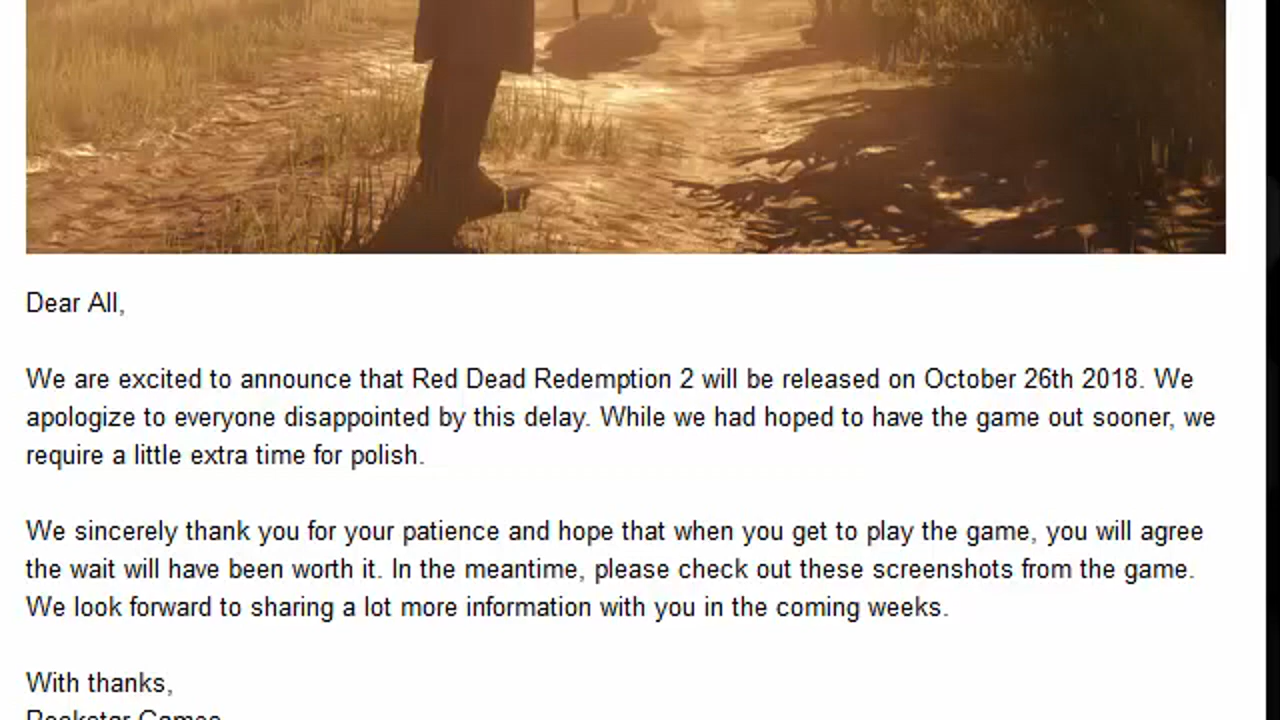 Dear All,
We are excited to announce that Red Dead Redemption 2 will be released on October 26th 2018. We
apologize to everyone disappointed by this delay. While we had hoped to have the game out sooner, we
require a little extra time for polish.
We sincerely thank you for your patience and hope that when you get to play the game, you will agree
the wait will have been worth it. In the meantime, please check out these screenshots from the game.
We look forward to sharing a lot more information with you in the coming weeks.
With thanks,
Rockstar Games